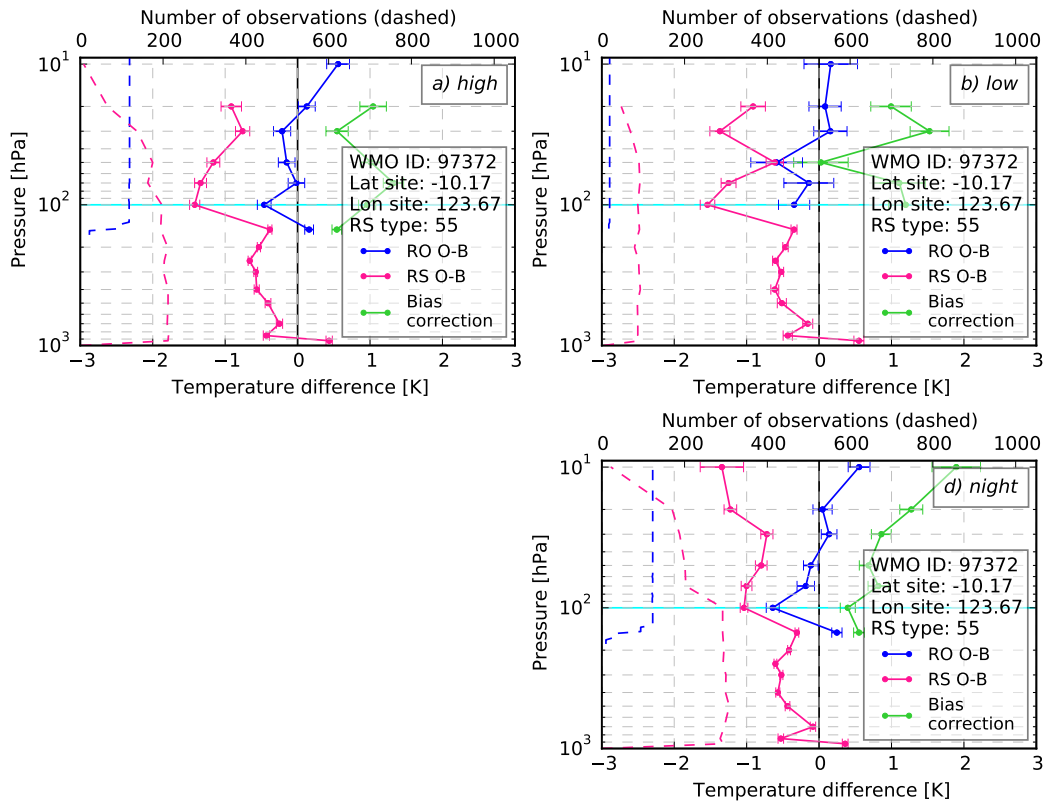 Number of observations (dashed)
0 200 400 600 800 1000
a) high
10¹
10²
10³
Pressure [hPa]
WMO ID: 97372
Lat site: -10.17
Lon site: 123.67
RS type: 55
RO O-B
RS O-B
Bias
correction
−3 −2 −1 0 1 2 3
Temperature difference [K]
Number of observations (dashed)
0 200 400 600 800 1000
b) low
10¹
10²
10³
Pressure [hPa]
WMO ID: 97372
Lat site: -10.17
Lon site: 123.67
RS type: 55
RO O-B
RS O-B
Bias
correction
−3 −2 −1 0 1 2 3
Temperature difference [K]
Number of observations (dashed)
0 200 400 600 800 1000
d) night
10¹
10²
10³
Pressure [hPa]
WMO ID: 97372
Lat site: -10.17
Lon site: 123.67
RS type: 55
RO O-B
RS O-B
Bias
correction
−3 −2 −1 0 1 2 3
Temperature difference [K]